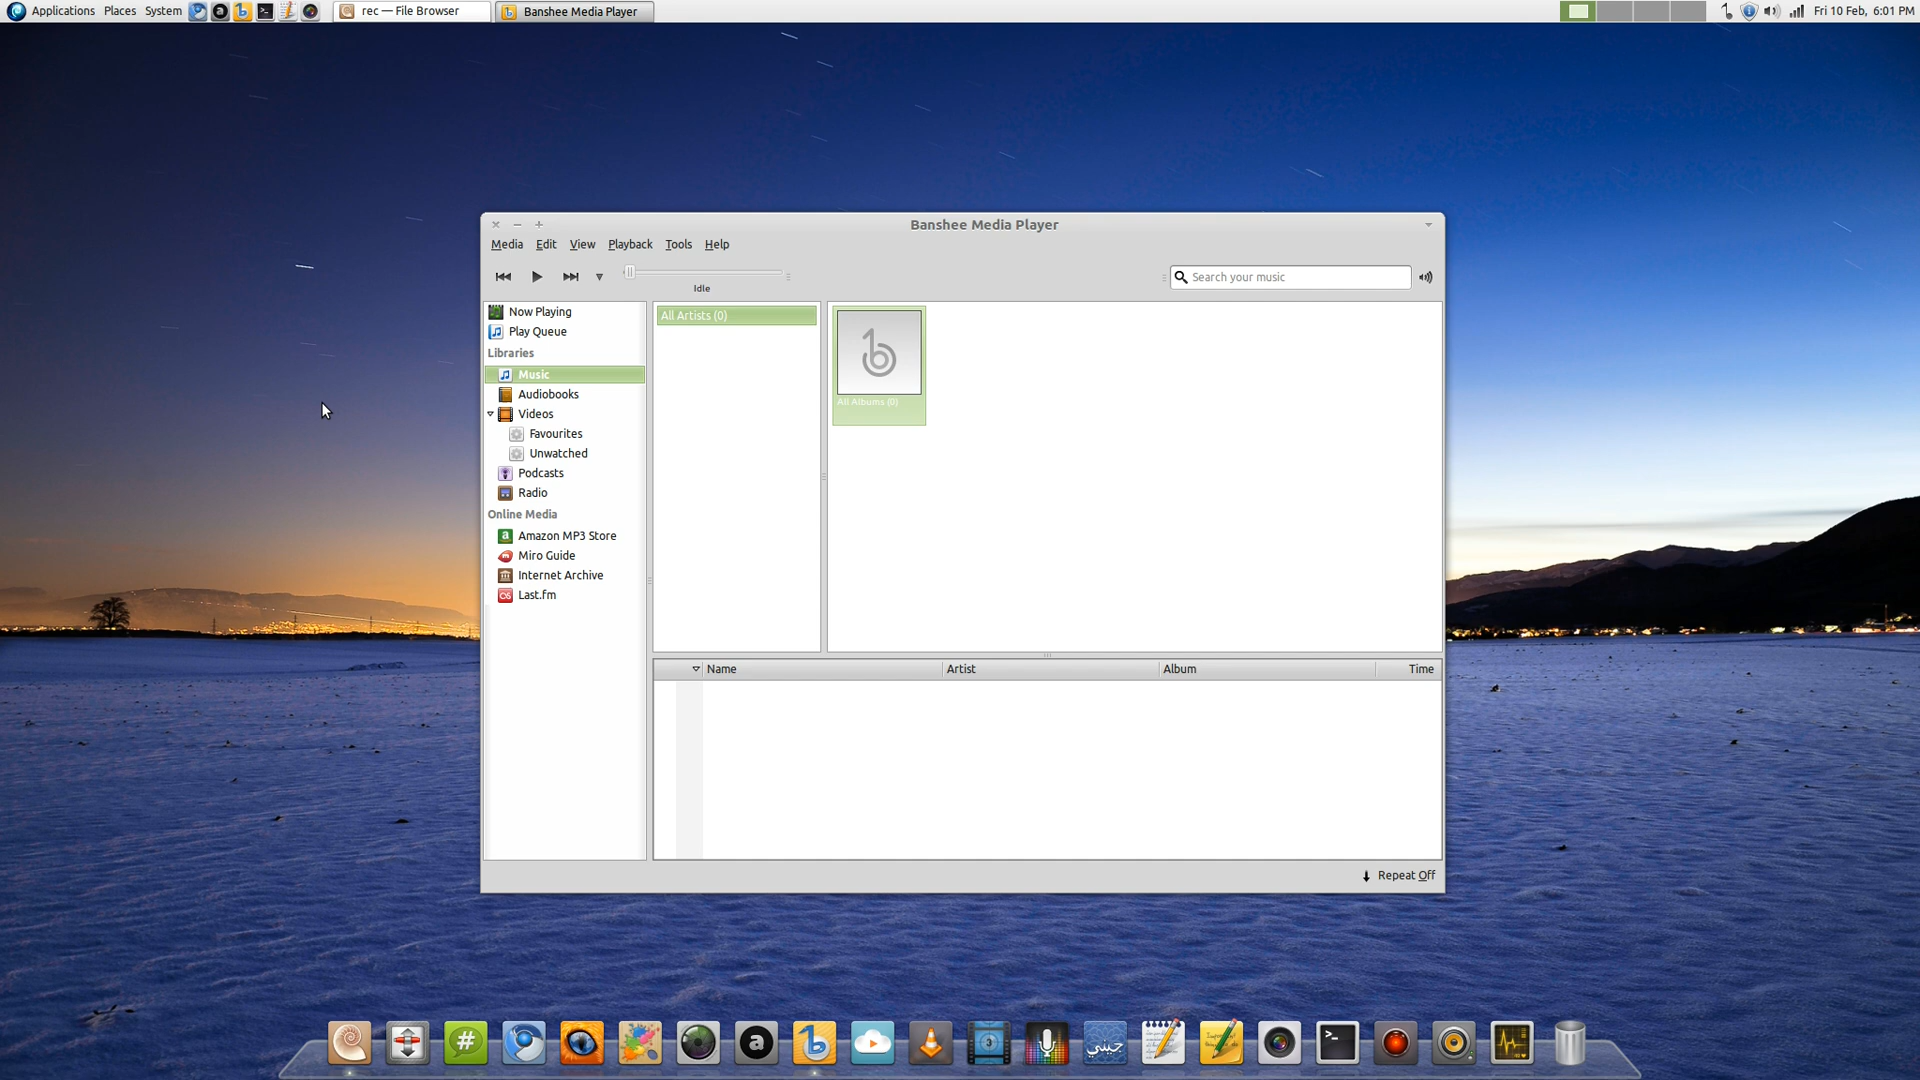 Applications Places System rec — File Browser Banshee Media Player Fri 10 Feb, 6:01 PM
Banshee Media Player
Media Edit View Playback Tools Help
Idle
Search your music
Now Playing
Play Queue
Libraries
Music
Audiobooks
Videos
Favourites
Unwatched
Podcasts
Radio
Online Media
Amazon MP3 Store
Miro Guide
Internet Archive
Last.fm
All Artists (0)
All Albums (0)
Name Artist Album Time
Repeat Off
جيني